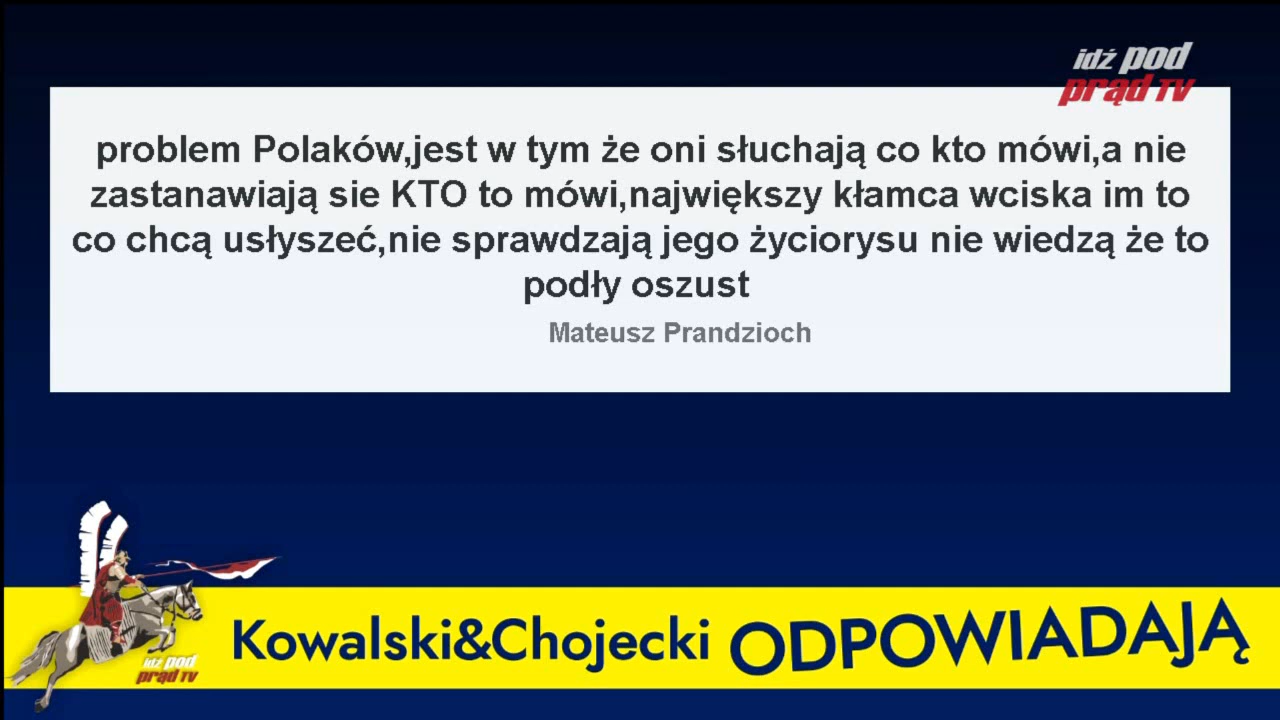 idź pod
prąd TV
problem Polaków,jest w tym że oni słuchają co kto mówi,a nie
zastanawiają sie KTO to mówi,największy kłamca wciska im to
co chcą usłyszeć,nie sprawdzają jego życiorysu nie wiedzą że to
podły oszust
Mateusz Prandzioch
idź pod
prąd TV
Kowalski&Chojecki ODPOWIADAJĄ